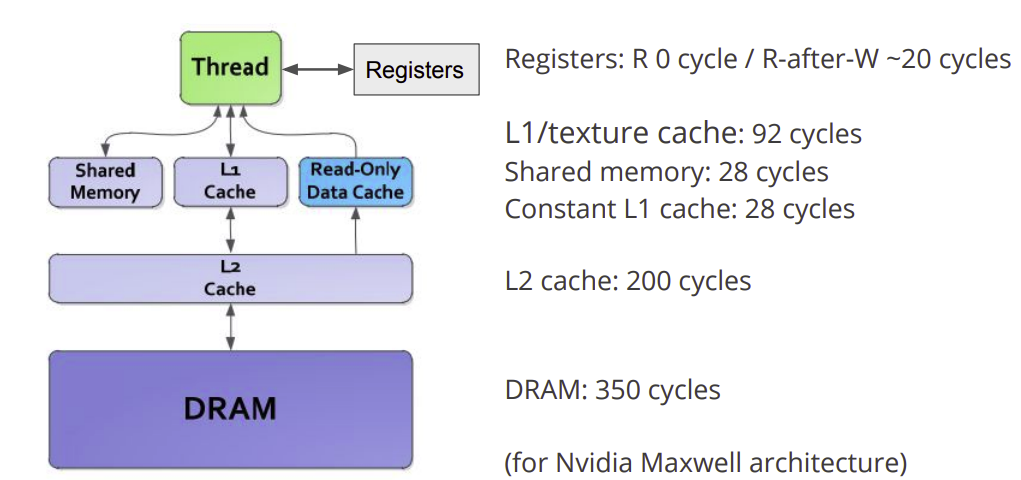 Thread
Registers
Registers: R 0 cycle / R-after-W ~20 cycles
L1/texture cache: 92 cycles
Shared
Memory
L1
Cache
Read-Only
Data Cache
Shared memory: 28 cycles
Constant L1 cache: 28 cycles
L2
Cache
L2 cache: 200 cycles
DRAM
DRAM: 350 cycles
(for Nvidia Maxwell architecture)